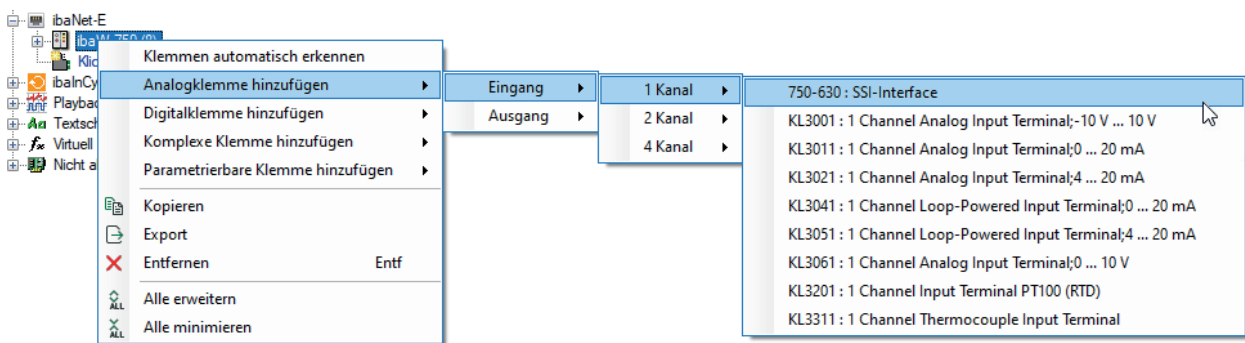 ibaNet-E
ibaW-750 (8)
Klic
ibaInCy
Playbac
Textsch
Virtuell
Nicht a
Klemmen automatisch erkennen
Analogklemme hinzufügen
Digitalklemme hinzufügen
Komplexe Klemme hinzufügen
Parametrierbare Klemme hinzufügen
Kopieren
Export
Entfernen Entf
Alle erweitern
Alle minimieren
Eingang
Ausgang
1 Kanal
2 Kanal
4 Kanal
750-630 : SSI-Interface
KL3001 : 1 Channel Analog Input Terminal;-10 V ... 10 V
KL3011 : 1 Channel Analog Input Terminal;0 ... 20 mA
KL3021 : 1 Channel Analog Input Terminal;4 ... 20 mA
KL3041 : 1 Channel Loop-Powered Input Terminal;0 ... 20 mA
KL3051 : 1 Channel Loop-Powered Input Terminal;4 ... 20 mA
KL3061 : 1 Channel Analog Input Terminal;0 ... 10 V
KL3201 : 1 Channel Input Terminal PT100 (RTD)
KL3311 : 1 Channel Thermocouple Input Terminal